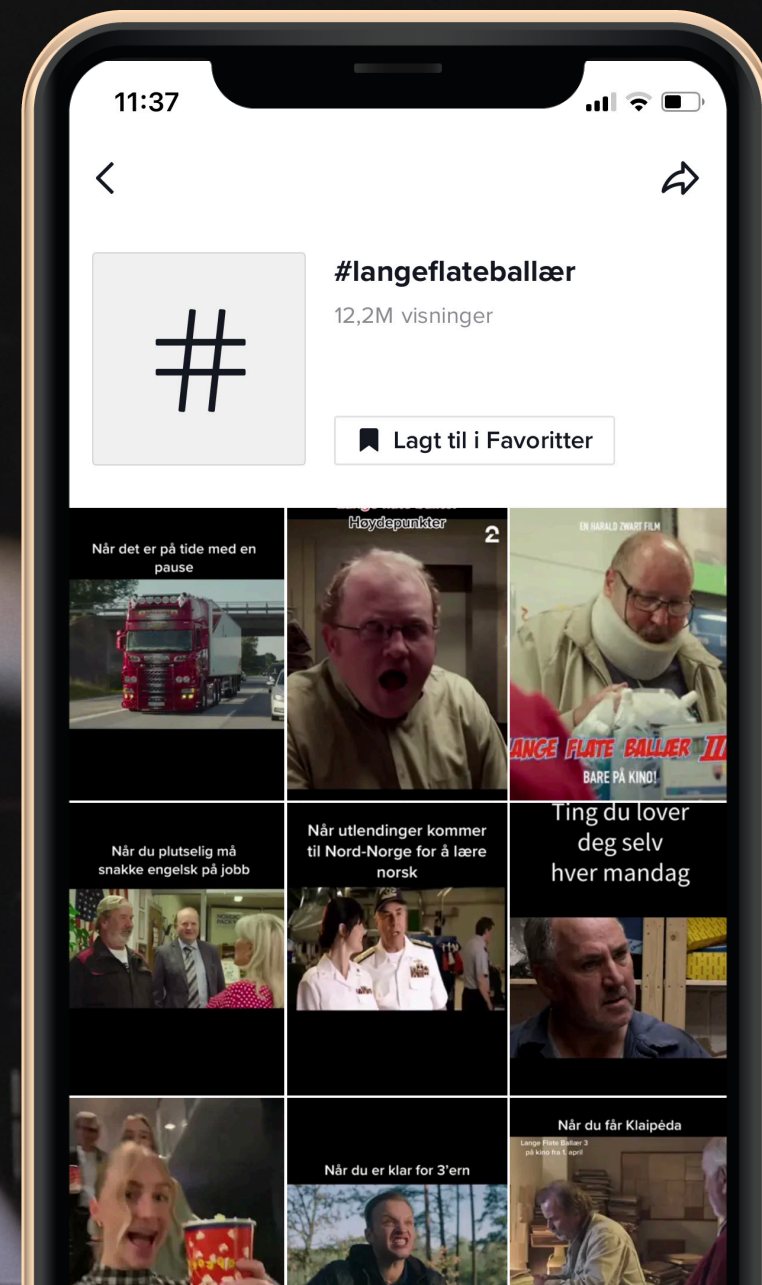 11:37
#langeflateballær
12,2M visninger
Lagt til i Favoritter
Når det er på tide med en
pause
Høydepunkter
2
EN HARALD ZWART FILM
LANGE FLATE BALLÆR III
BARE PÅ KINO!
Når du plutselig må
snakke engelsk på jobb
Når utlendinger kommer
til Nord-Norge for å lære
norsk
Ting du lover
deg selv
hver mandag
Når du er klar for 3'ern
Når du får Klaipėda
Lange Flate Ballær 3
på kino fra 1. april